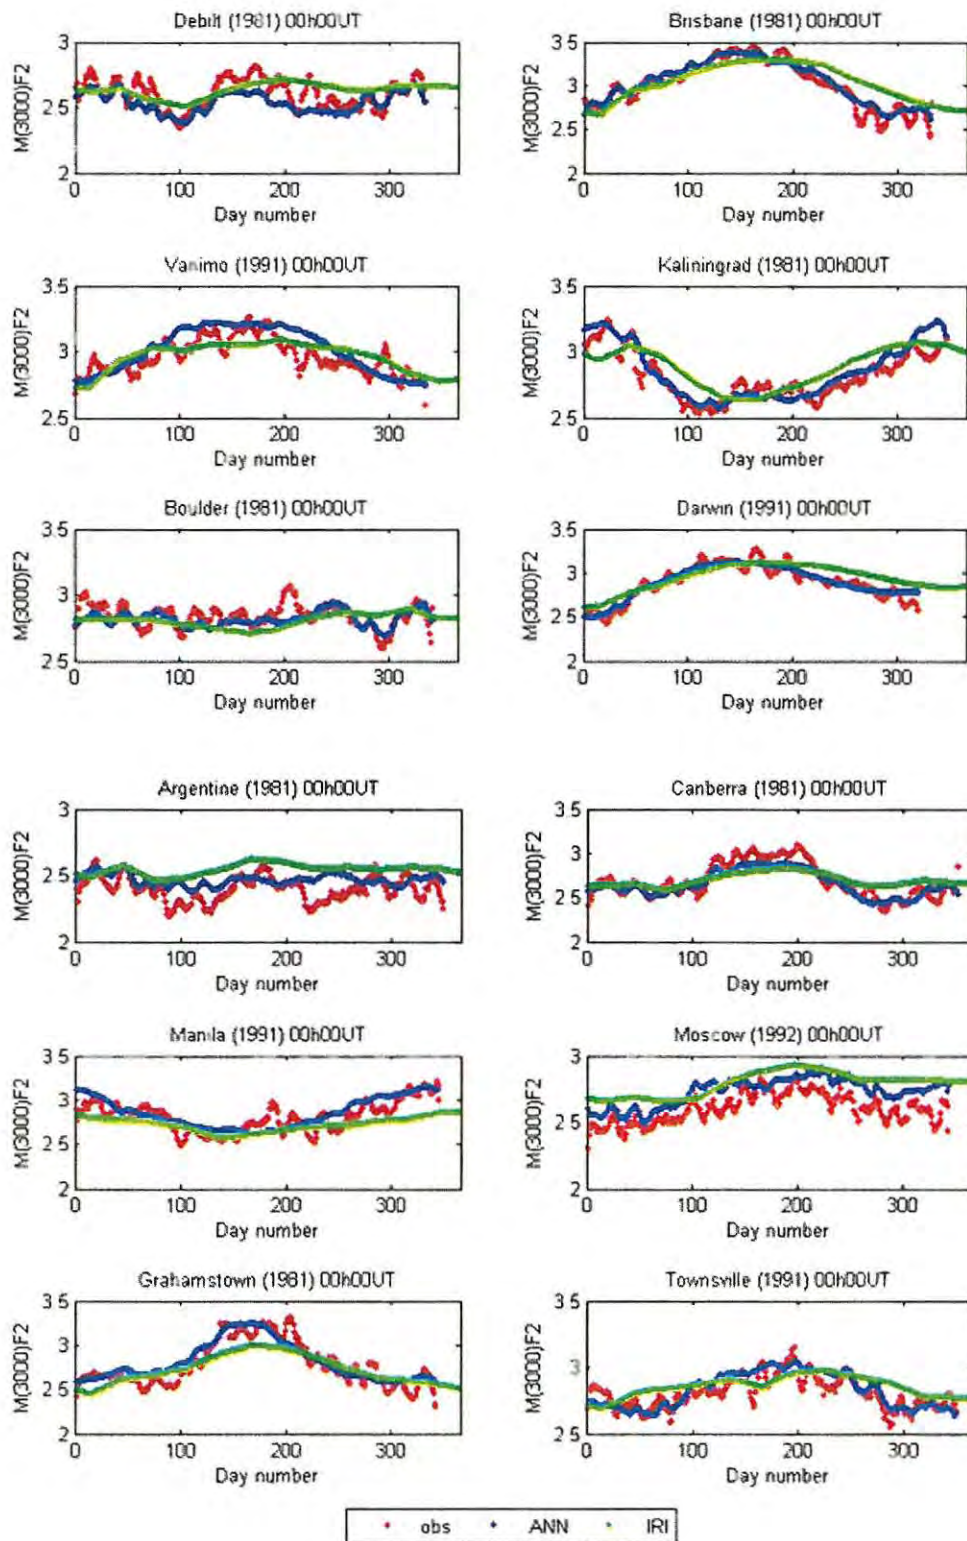 Debilt (1981) 00h00UT
Brisbane (1981) 00h00UT
3
2.5
2
M(3000)F2
0 100 200 300
Day number
3 5
3
2.5
2
M(3000)F2
0 100 200 300
Day number
Vanimo (1991) 00h00UT
Kaliningrad (1981) 00h00UT
3.5
3
2.5
M(3000)F2
0 100 200 300
Day number
3.5
3
2.5
M(3000)F2
0 100 200 300
Day number
Boulder (1981) 00h00UT
Darwin (1991) 00h00UT
3.5
3
2 5
M(3000)F2
0 100 200 300
Day number
3.5
3
2.5
2
M(3000)F2
0 100 200 300
Day number
Argentine (1981) 00h00UT
Canberra (1981) 00h00UT
3
2.5
2
M(3000)F2
0 100 200 300
Day number
3.5
3
2.5
2
M(3000)F2
0 100 200 300
Day number
Manila (1991) 00h00UT
Moscow (1992) 00h00UT
3 5
3
2.5
2
M(3000)F2
0 100 200 300
Day number
3
2 5
2
M(3000)F2
0 100 200 300
Day number
Grahamstown (1981) 00h00UT
Townsville (1991) 00h00UT
3 5
3
2.5
2
M(3000)F2
0 100 200 300
Day number
3.5
3
2 5
M(3000)F2
0 100 200 300
Day number
obs ANN IRI